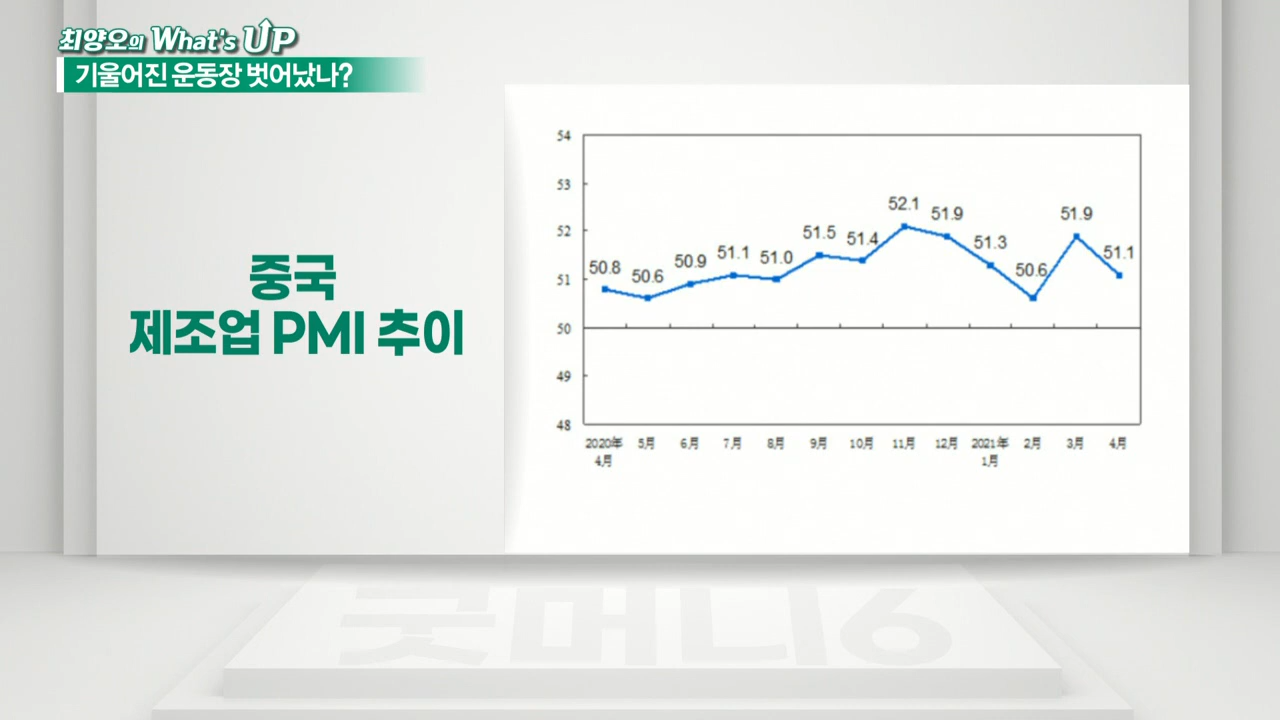 최양오의 What's UP
기울어진 운동장 벗어났나?
중국
제조업 PMI 추이
54
53
52
51
50
49
48
50.8
50.6
50.9
51.1
51.0
51.5
51.4
52.1
51.9
51.3
50.6
51.9
51.1
2020年 5月 6月 7月 8月 9月 10月 11月 12月 2021年 2月 3月 4月
4月 1月
굿머니6